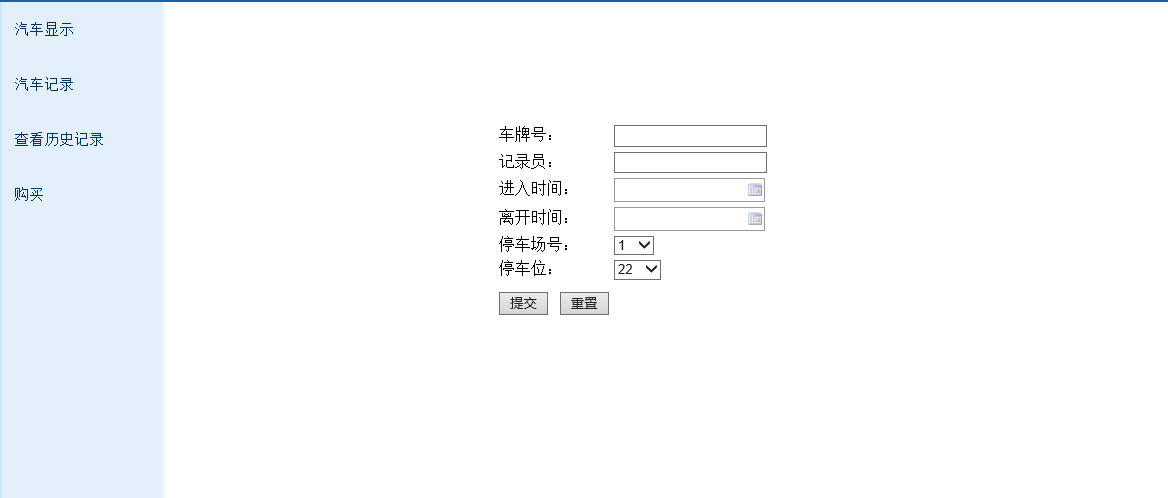 汽车显示
汽车记录
查看历史记录
购买
车牌号：
记录员：
进入时间：
离开时间：
停车场号： 1
停车位： 22
提交 重置